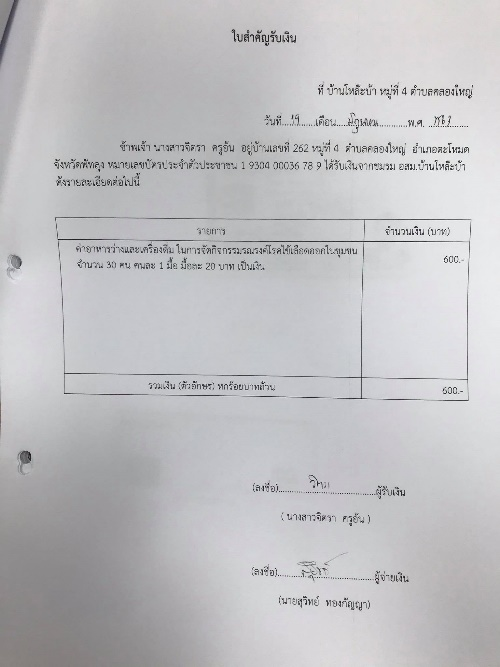 ใบสำคัญรับเงิน
ที่ บ้านโหล๊ะบ้า หมู่ที่ 4 ตำบลคลองใหญ่
วันที่....19....เดือน....มิถุนายน....พ.ศ.
ข้าพเจ้า นางสาวจิตรา ครูอ้น อยู่บ้านเลขที่ 262 หมู่ที่ 4 ตำบลคลองใหญ่ อำเภอตะโหมด
จังหวัดพัทลุง หมายเลขบัตรประจำตัวประชาชน 1 9304 00036 78 9 ได้รับเงินจากชมรม อสม.บ้านโหล๊ะบ้า
ดังรายละเอียดต่อไปนี้
รายการ จำนวนเงิน (บาท)
ค่าอาหารว่างและเครื่องดื่ม ในการจัดกิจกรรมรณรงค์โรคไข้เลือดออกในชุมชน 600.-
จำนวน 30 คน คนละ 1 มื้อ มื้อละ 20 บาท เป็นเงิน
รวมเงิน (ตัวอักษร) หกร้อยบาทถ้วน 600.-
(ลงชื่อ)....จิตรา....ผู้รับเงิน
( นางสาวจิตรา ครูอ้น )
(ลงชื่อ)........ผู้จ่ายเงิน
(นายสุวิทย์ ทองกัญญา)